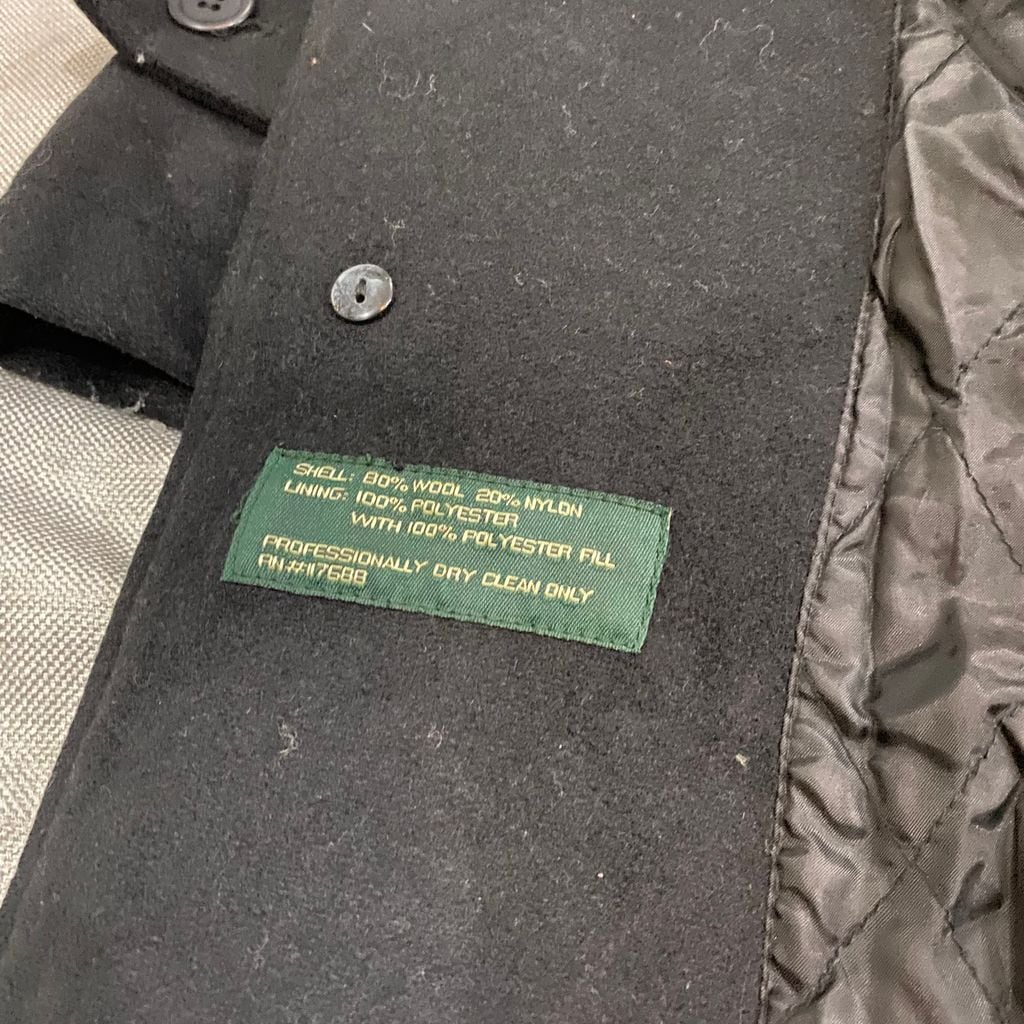 SHELL: 80% WOOL 20% NYLON
LINING: 100% POLYESTER
WITH 100% POLYESTER FILL
PROFESSIONALLY DRY CLEAN ONLY
RN#117688